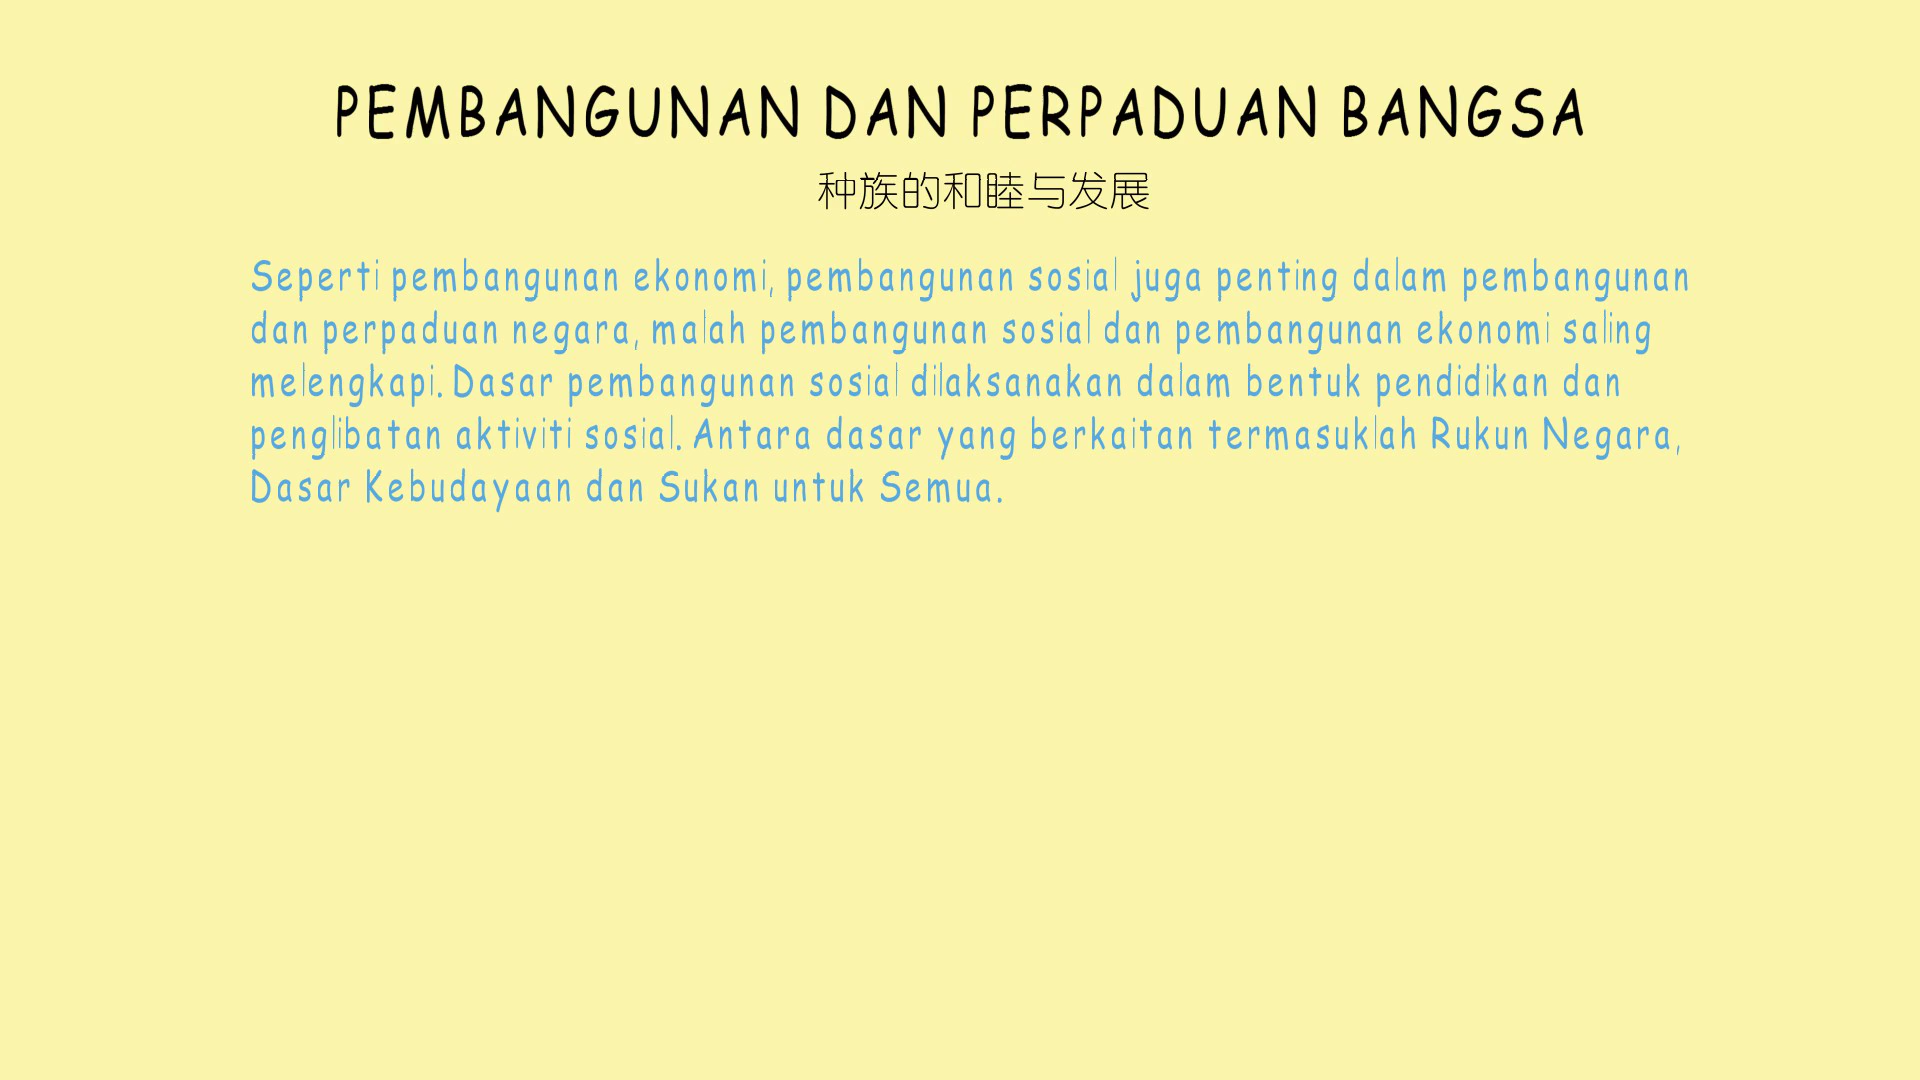 PEMBANGUNAN DAN PERPADUAN BANGSA
种族的和睦与发展
Seperti pembangunan ekonomi, pembangunan sosial juga penting dalam pembangunan
dan perpaduan negara, malah pembangunan sosial dan pembangunan ekonomi saling
melengkapi. Dasar pembangunan sosial dilaksanakan dalam bentuk pendidikan dan
penglibatan aktiviti sosial. Antara dasar yang berkaitan termasuklah Rukun Negara,
Dasar Kebudayaan dan Sukan untuk Semua.